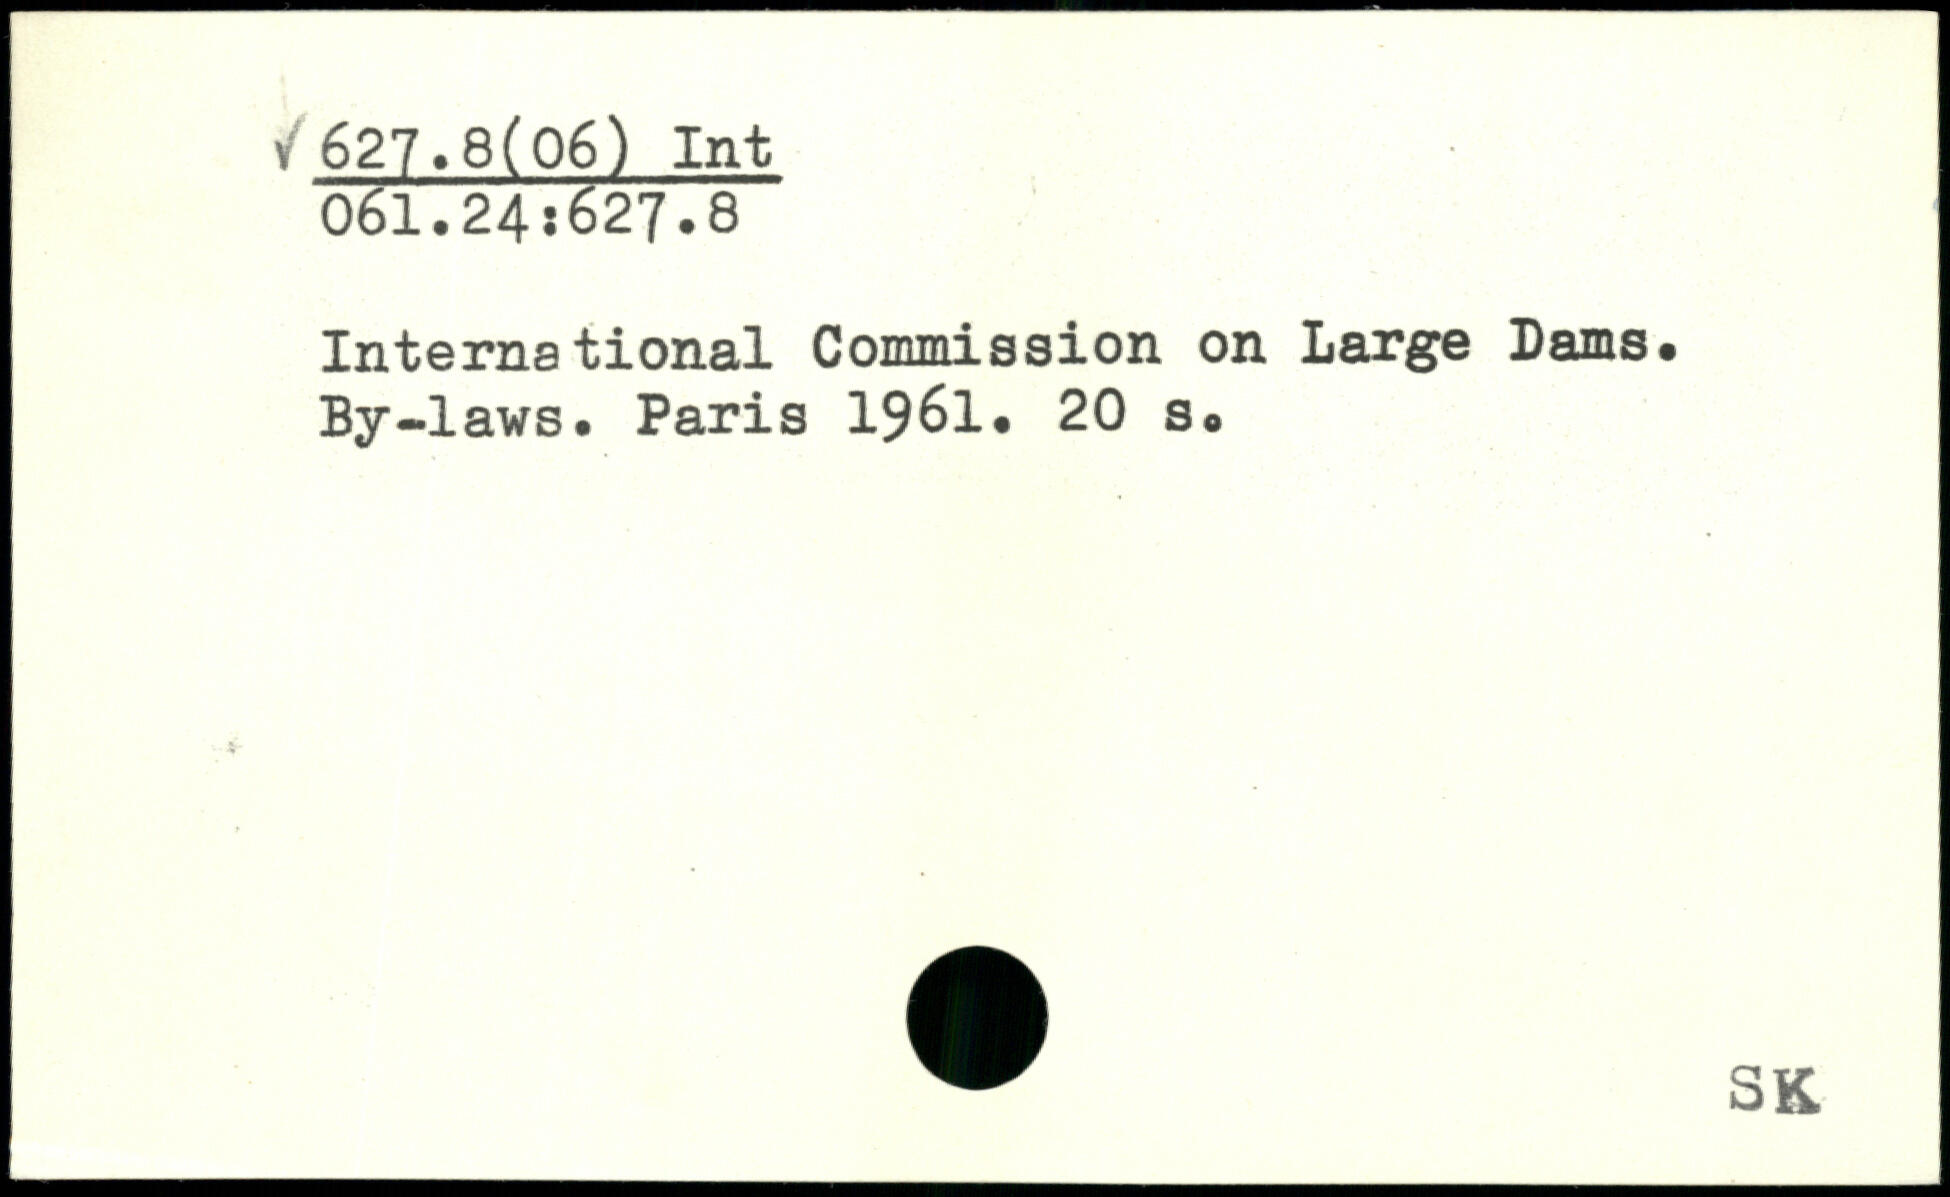 ✓ 627.8(06) Int
061.24:627.8
International Commission on Large Dams.
By-laws. Paris 1961. 20 s.
SK